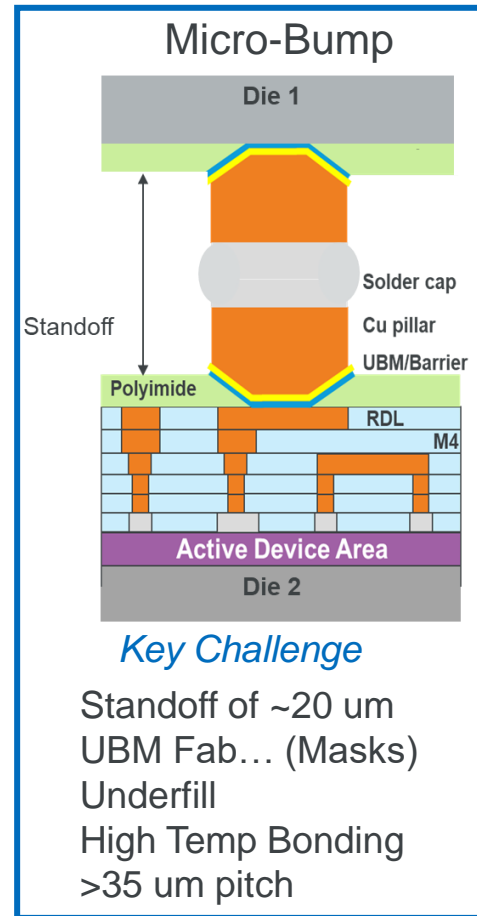 Micro-Bump
Die 1
Solder cap
Standoff
Cu pillar
UBM/Barrier
Polyimide
RDL
M4
Active Device Area
Die 2
Key Challenge
Standoff of ~20 um
UBM Fab… (Masks)
Underfill
High Temp Bonding
>35 um pitch